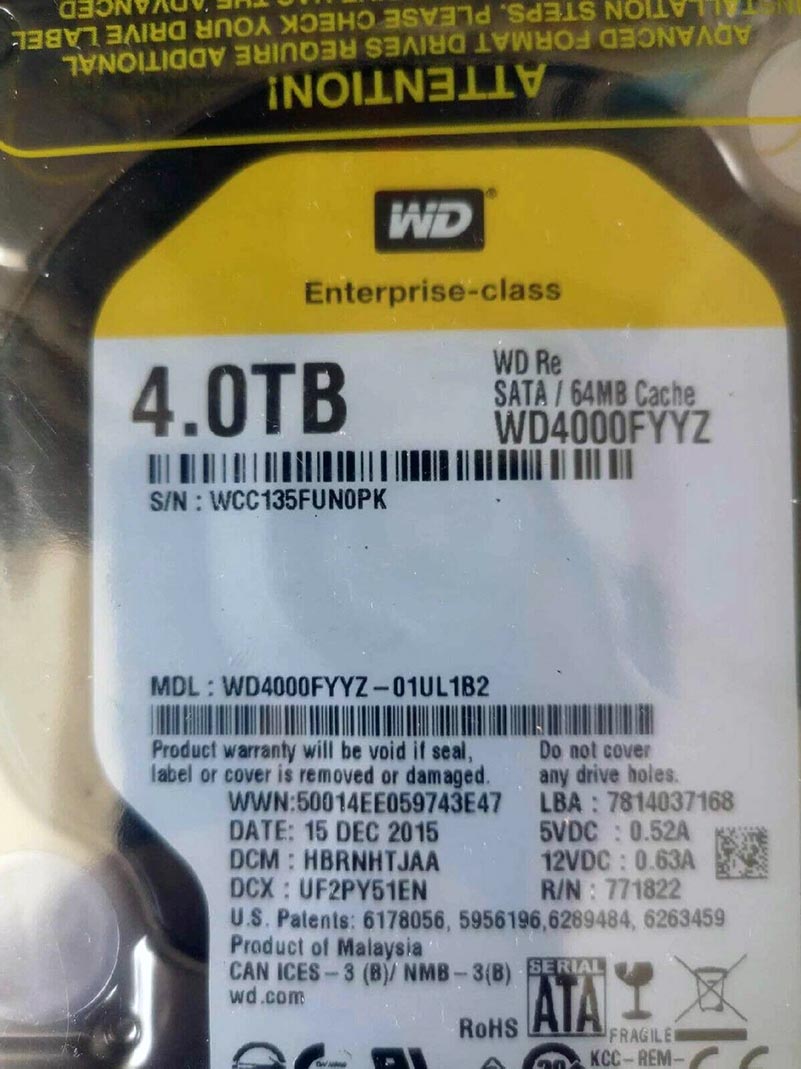 ATTENTION!
ADVANCED FORMAT DRIVES REQUIRE ADDITIONAL
INSTALLATION STEPS. PLEASE CHECK YOUR DRIVE LABEL
THE ADVANCED
WD®
Enterprise-class
4.0TB
WD Re
SATA / 64MB Cache
WD4000FYYZ
S/N : WCC135FUN0PK
MDL : WD4000FYYZ-01UL1B2
Product warranty will be void if seal,
label or cover is removed or damaged.
Do not cover
any drive holes.
WWN:50014EE059743E47
LBA : 7814037168
DATE: 15 DEC 2015
5VDC : 0.52A
DCM : HBRNHTJAA
12VDC : 0.63A
DCX : UF2PY51EN
R/N : 771822
U.S. Patents: 6178056, 5956196,6289484, 6263459
Product of Malaysia
CAN ICES-3 (B)/ NMB-3(B)
wd.com
RoHS
SERIAL
ATA
FRAGILE
KCC-REM-